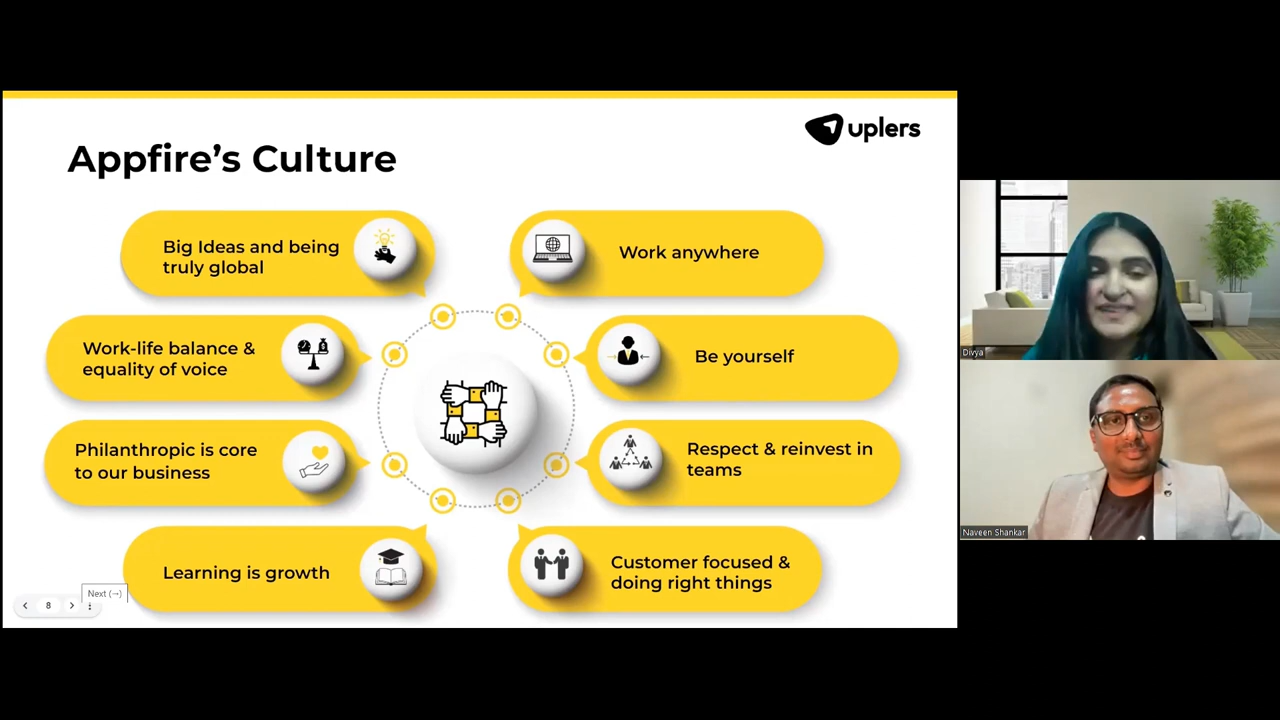 uplers
Appfire’s Culture
Big Ideas and being
truly global
Work anywhere
Work-life balance &
equality of voice
Be yourself
Philanthropic is core
to our business
Respect & reinvest in
teams
Learning is growth
Customer focused &
doing right things
Next (→)
8
Divya
Naveen Shankar